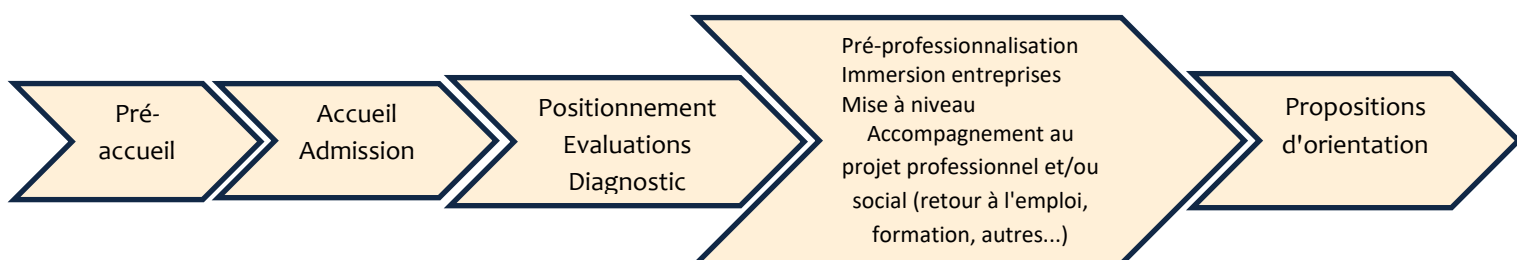 Pré-
accueil
Accueil
Admission
Positionnement
Evaluations
Diagnostic
Pré-professionnalisation
Immersion entreprises
Mise à niveau
Accompagnement au
projet professionnel et/ou
social (retour à l'emploi,
formation, autres...)
Propositions
d'orientation